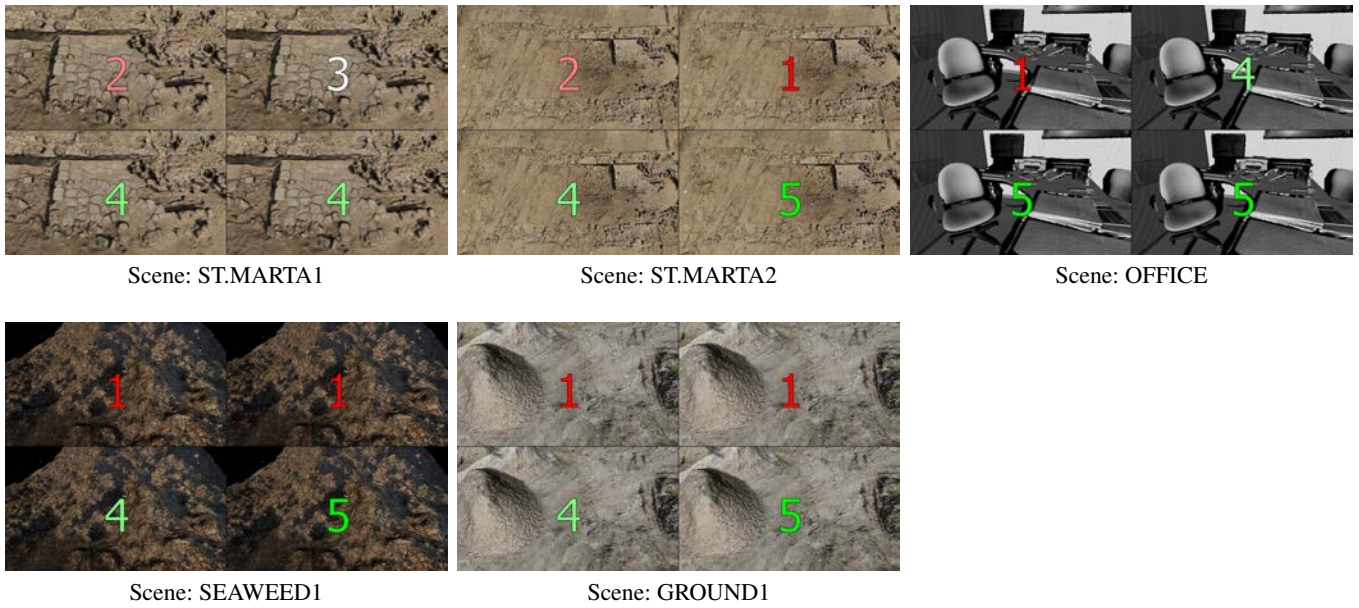 2 3
4 4
Scene: ST.MARTA1
2 1
4 5
Scene: ST.MARTA2
1 4
5 5
Scene: OFFICE
1 1
4 5
Scene: SEAWEED1
1 1
4 5
Scene: GROUND1